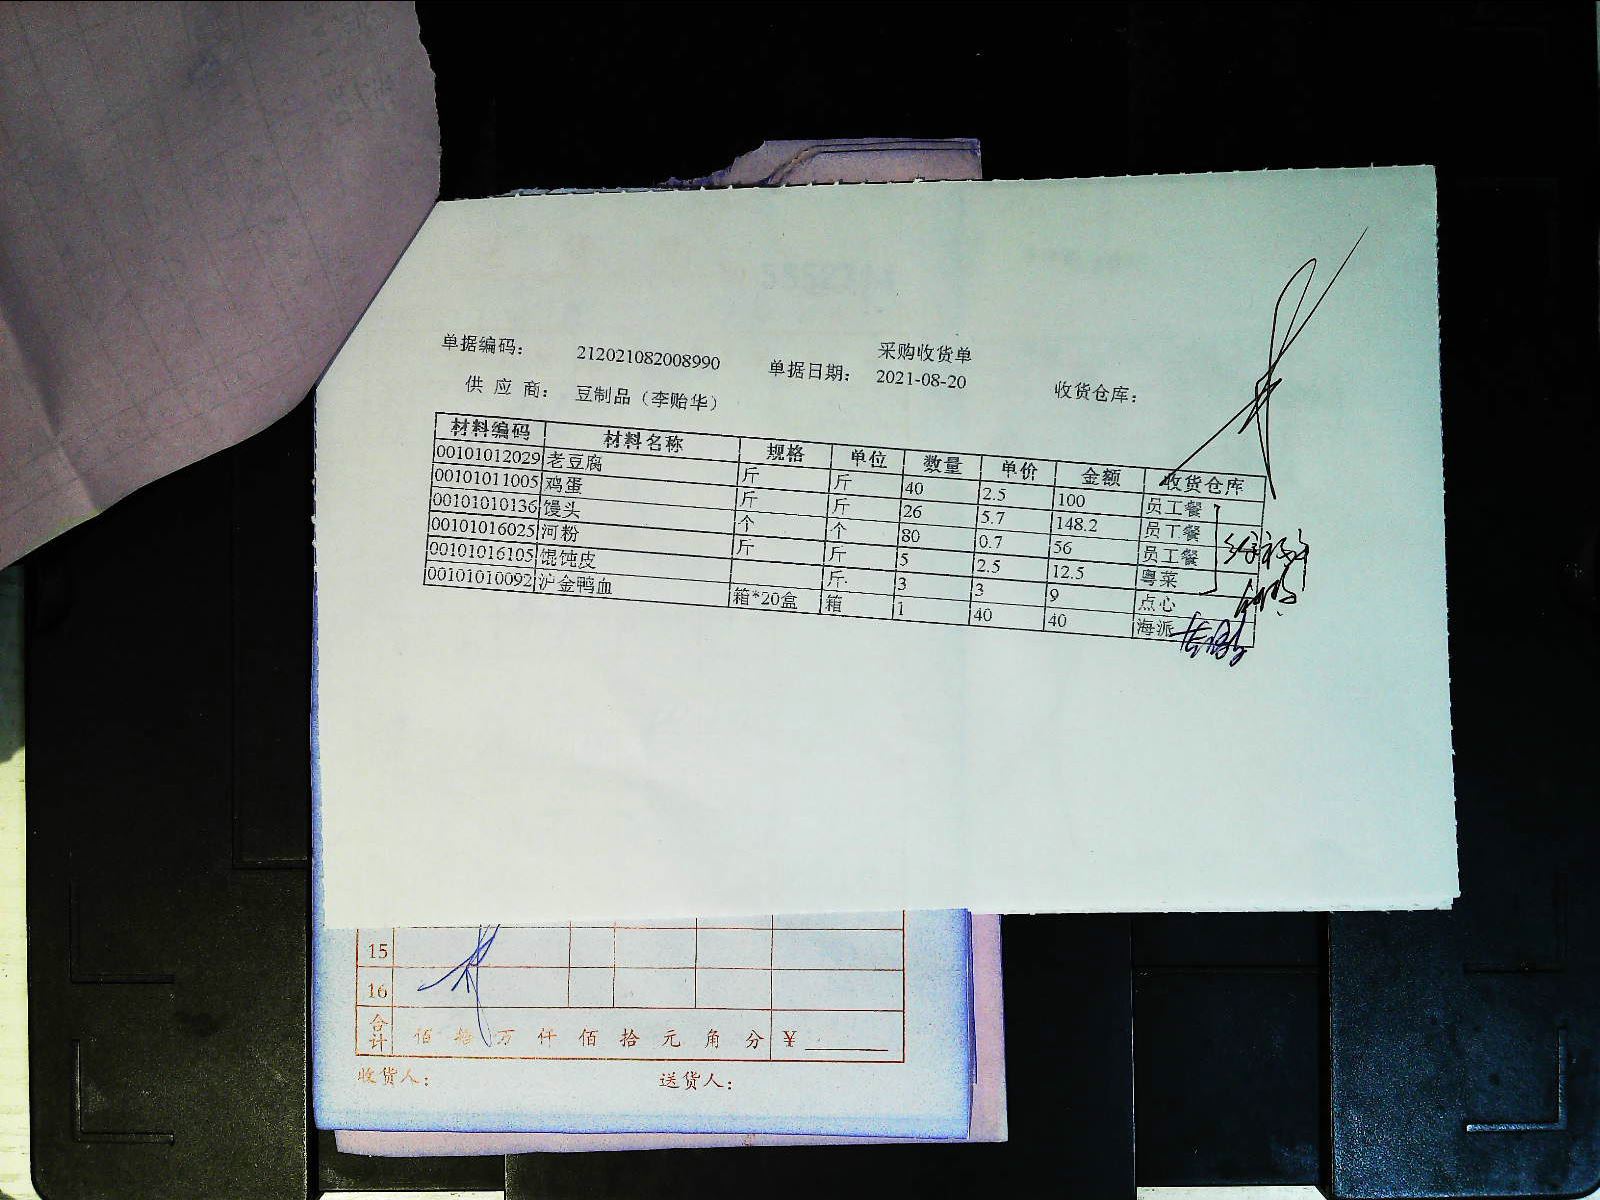 采购收货单
单据编码： 212021082008990 单据日期： 2021-08-20 收货仓库：
供 应 商： 豆制品（李贻华）
材料编码 材料名称 规格 单位 数量 单价 金额 收货仓库
00101012029 老豆腐 斤 斤 40 2.5 100 员工餐
00101011005 鸡蛋 斤 斤 26 5.7 148.2 员工餐
00101010136 馒头 个 个 80 0.7 56 员工餐
00101016025 河粉 斤 斤 5 2.5 12.5 粤菜
00101016105 馄饨皮 斤 3 3 9 点心
00101010092 沪金鸭血 箱*20盒 箱 1 40 40 海派
15
16
合计 佰 拾 万 仟 佰 拾 元 角 分 ¥
收货人： 送货人：